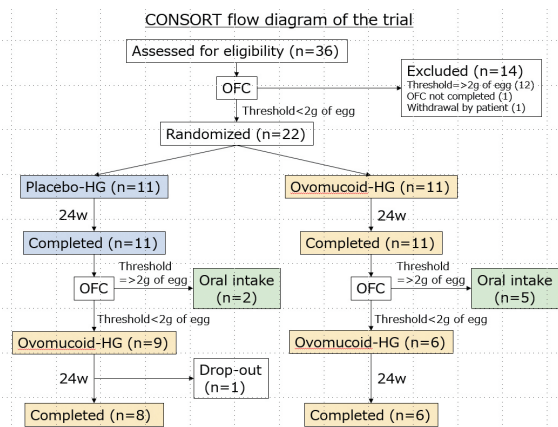 CONSORT flow diagram of the trial
Assessed for eligibility (n=36)
OFC
Excluded (n=14)
Threshold=>2g of egg (12)
OFC not completed (1)
Withdrawal by patient (1)
Threshold<2g of egg
Randomized (n=22)
Placebo-HG (n=11)
Ovomucoid-HG (n=11)
24w
24w
Completed (n=11)
Completed (n=11)
OFC
Threshold
=>2g of egg
Oral intake
(n=2)
OFC
Threshold
=>2g of egg
Oral intake
(n=5)
Threshold<2g of egg
Threshold<2g of egg
Ovomucoid-HG (n=9)
Ovomucoid-HG (n=6)
24w
Drop-out
(n=1)
24w
Completed (n=8)
Completed (n=6)